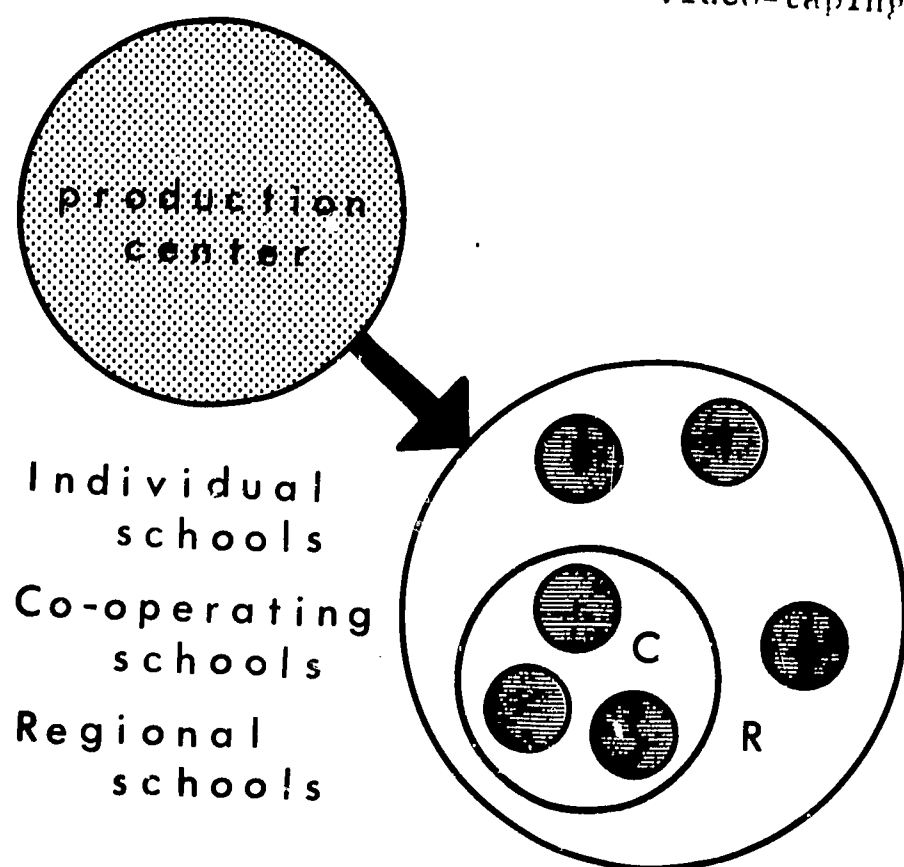 production
center
Individual
schools
Co-operating
schools
Regional
schools
C
R